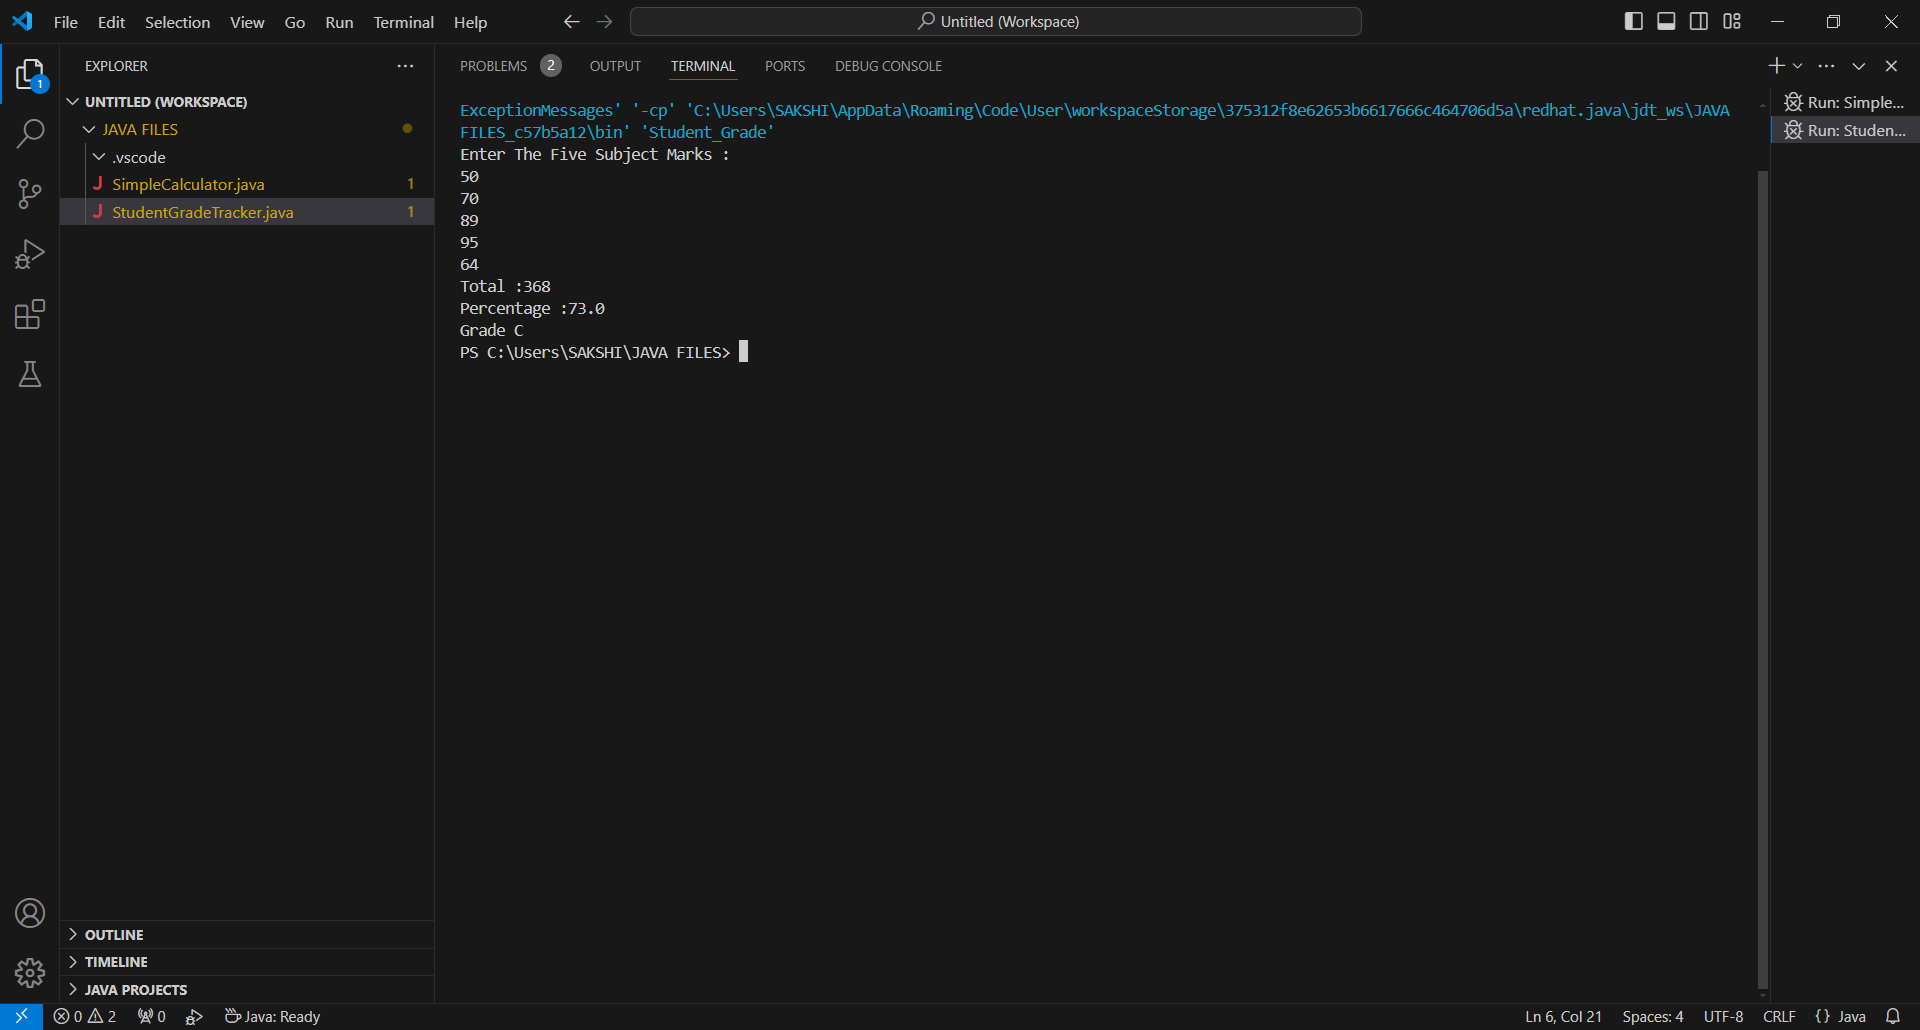 File Edit Selection View Go Run Terminal Help
Untitled (Workspace)
EXPLORER
1
UNTITLED (WORKSPACE)
JAVA FILES
.vscode
J SimpleCalculator.java 1
J StudentGradeTracker.java 1
OUTLINE
TIMELINE
JAVA PROJECTS
PROBLEMS 2 OUTPUT TERMINAL PORTS DEBUG CONSOLE
ExceptionMessages' '-cp' 'C:\Users\SAKSHI\AppData\Roaming\Code\User\workspaceStorage\375312f8e62653b6617666c464706d5a\redhat.java\jdt_ws\JAVA
FILES_c57b5a12\bin' 'Student_Grade'
Enter The Five Subject Marks :
50
70
89
95
64
Total :368
Percentage :73.0
Grade C
PS C:\Users\SAKSHI\JAVA FILES>
Run: Simple...
Run: Studen...
0 2 0 Java: Ready Ln 6, Col 21 Spaces: 4 UTF-8 CRLF {} Java